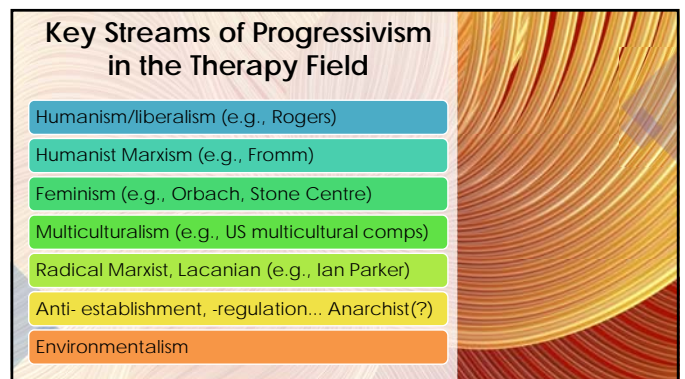 Key Streams of Progressivism
in the Therapy Field
Humanism/liberalism (e.g., Rogers)
Humanist Marxism (e.g., Fromm)
Feminism (e.g., Orbach, Stone Centre)
Multiculturalism (e.g., US multicultural comps)
Radical Marxist, Lacanian (e.g., Ian Parker)
Anti- establishment, -regulation... Anarchist(?)
Environmentalism